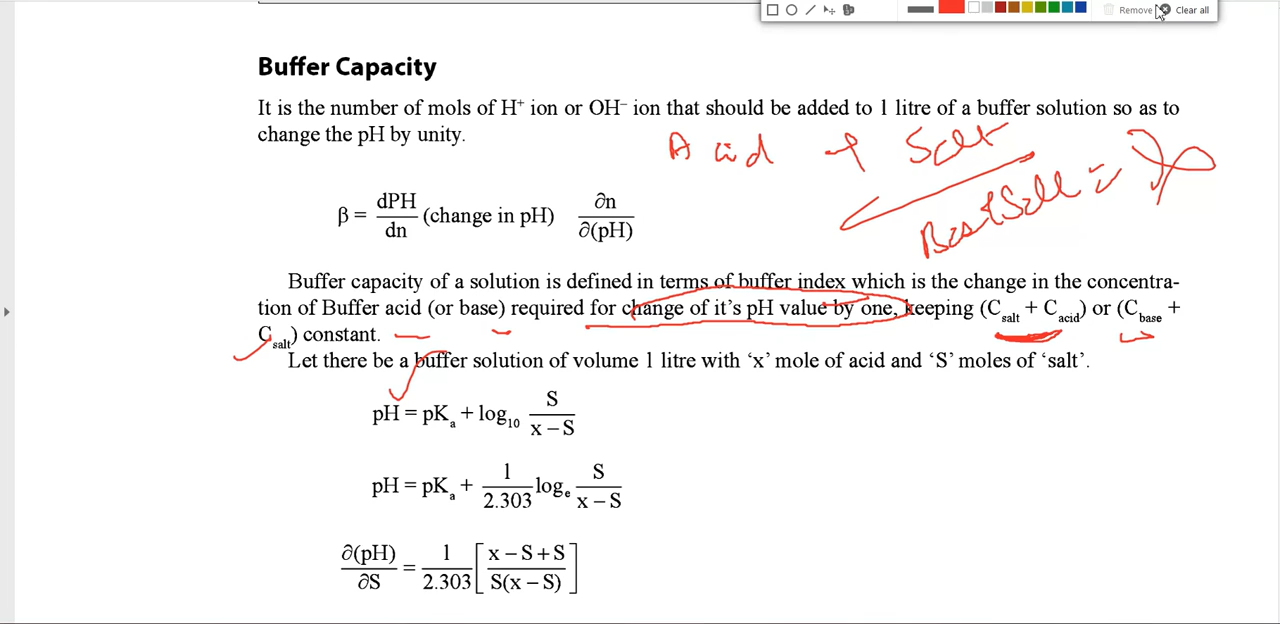 Remove Clear all
Buffer Capacity
It is the number of mols of H⁺ ion or OH⁻ ion that should be added to 1 litre of a buffer solution so as to
change the pH by unity.
Acid + Salt
β = dPH/dn (change in pH) ∂n/∂(pH)
Buffer capacity of a solution is defined in terms of buffer index which is the change in the concentra-
tion of Buffer acid (or base) required for change of it's pH value by one, keeping (C_salt + C_acid) or (C_base +
C_salt) constant.
Let there be a buffer solution of volume 1 litre with ‘x’ mole of acid and ‘S’ moles of ‘salt’.
pH = pK_a + log₁₀ S/(x – S)
pH = pK_a + 1/2.303 log_e S/(x – S)
∂(pH)/∂S = 1/2.303 [(x – S + S)/(S(x – S))]